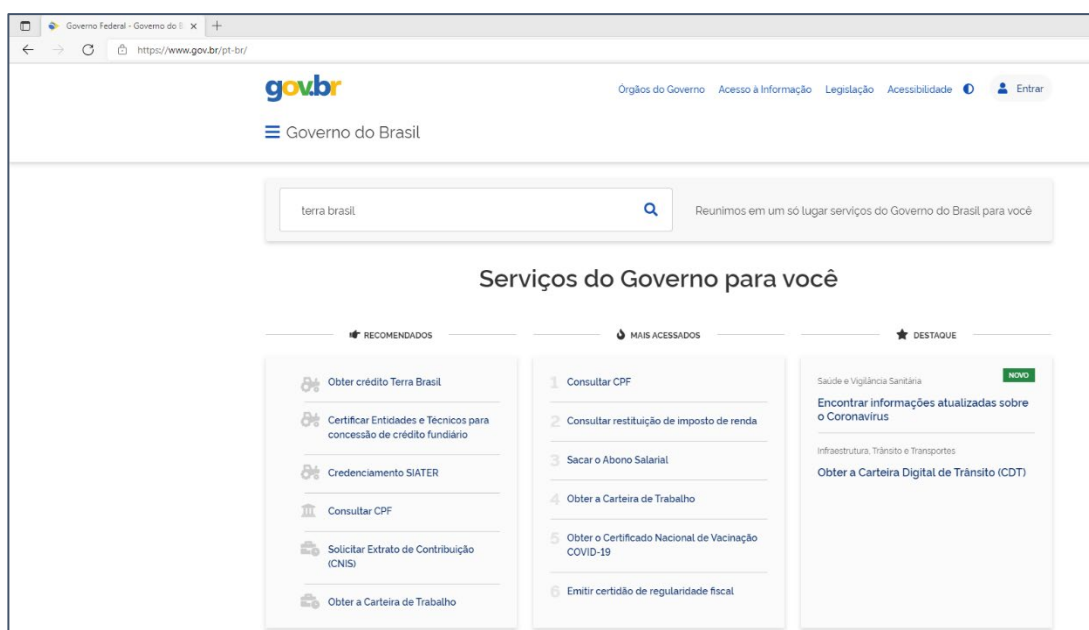 Governo Federal - Governo do
https://www.gov.br/pt-br/
gov.br
Órgãos do Governo Acesso à Informação Legislação Acessibilidade Entrar
Governo do Brasil
terra brasil
Reunimos em um só lugar serviços do Governo do Brasil para você
Serviços do Governo para você
RECOMENDADOS
Obter crédito Terra Brasil
Certificar Entidades e Técnicos para
concessão de crédito fundiário
Credenciamento SIATER
Consultar CPF
Solicitar Extrato de Contribuição
(CNIS)
Obter a Carteira de Trabalho
MAIS ACESSADOS
1 Consultar CPF
2 Consultar restituição de imposto de renda
3 Sacar o Abono Salarial
4 Obter a Carteira de Trabalho
5 Obter o Certificado Nacional de Vacinação
COVID-19
6 Emitir certidão de regularidade fiscal
DESTAQUE
NOVO
Saúde e Vigilância Sanitária
Encontrar informações atualizadas sobre
o Coronavírus
Infraestrutura, Trânsito e Transportes
Obter a Carteira Digital de Trânsito (CDT)